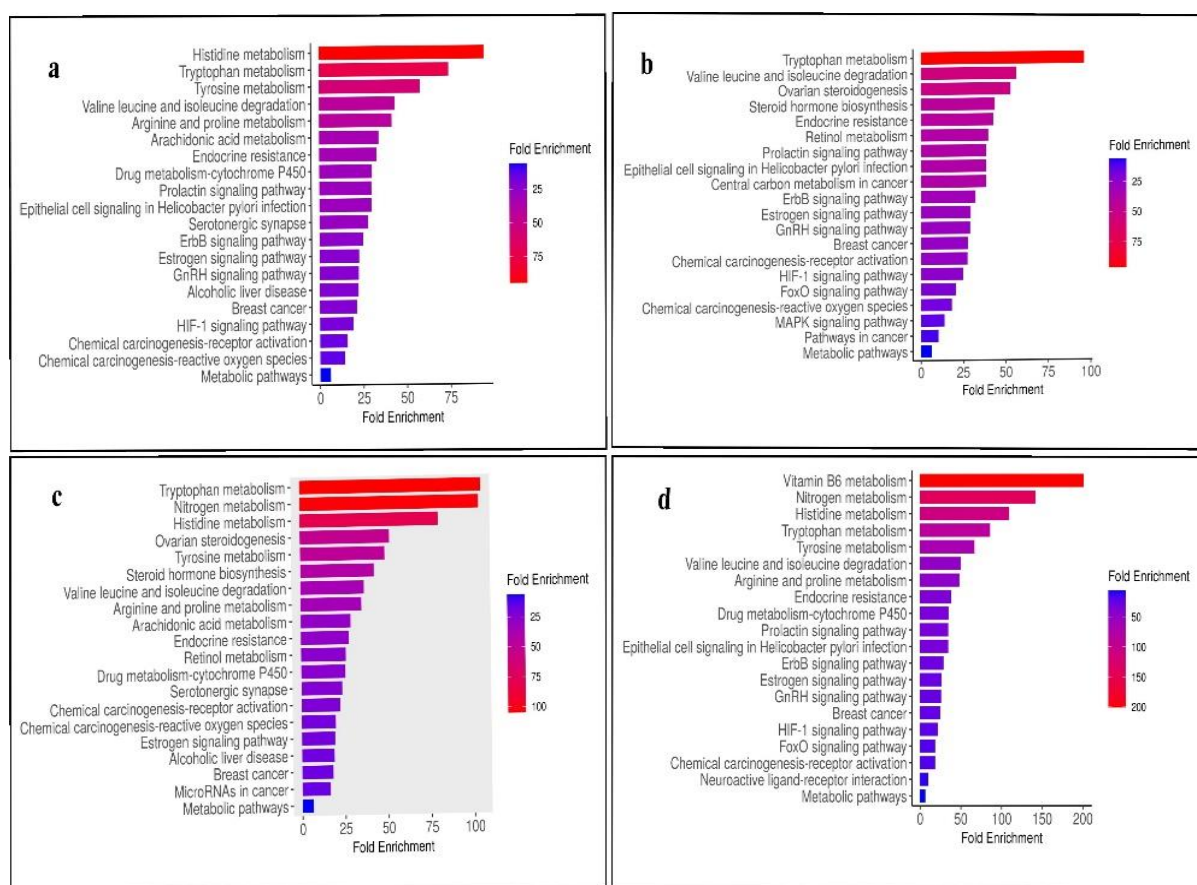 a
Histidine metabolism
Tryptophan metabolism
Tyrosine metabolism
Valine leucine and isoleucine degradation
Arginine and proline metabolism
Arachidonic acid metabolism
Endocrine resistance
Drug metabolism-cytochrome P450
Prolactin signaling pathway
Epithelial cell signaling in Helicobacter pylori infection
Serotonergic synapse
ErbB signaling pathway
Estrogen signaling pathway
GnRH signaling pathway
Alcoholic liver disease
Breast cancer
HIF-1 signaling pathway
Chemical carcinogenesis-receptor activation
Chemical carcinogenesis-reactive oxygen species
Metabolic pathways
0 25 50 75
Fold Enrichment
Fold Enrichment
25
50
75
b
Tryptophan metabolism
Valine leucine and isoleucine degradation
Ovarian steroidogenesis
Steroid hormone biosynthesis
Endocrine resistance
Retinol metabolism
Prolactin signaling pathway
Epithelial cell signaling in Helicobacter pylori infection
Central carbon metabolism in cancer
ErbB signaling pathway
Estrogen signaling pathway
GnRH signaling pathway
Breast cancer
Chemical carcinogenesis-receptor activation
HIF-1 signaling pathway
FoxO signaling pathway
Chemical carcinogenesis-reactive oxygen species
MAPK signaling pathway
Pathways in cancer
Metabolic pathways
0 25 50 75 100
Fold Enrichment
Fold Enrichment
25
50
75
c
Tryptophan metabolism
Nitrogen metabolism
Histidine metabolism
Ovarian steroidogenesis
Tyrosine metabolism
Steroid hormone biosynthesis
Valine leucine and isoleucine degradation
Arginine and proline metabolism
Arachidonic acid metabolism
Endocrine resistance
Retinol metabolism
Drug metabolism-cytochrome P450
Serotonergic synapse
Chemical carcinogenesis-receptor activation
Chemical carcinogenesis-reactive oxygen species
Estrogen signaling pathway
Alcoholic liver disease
Breast cancer
MicroRNAs in cancer
Metabolic pathways
0 25 50 75 100
Fold Enrichment
Fold Enrichment
25
50
75
100
d
Vitamin B6 metabolism
Nitrogen metabolism
Histidine metabolism
Tryptophan metabolism
Tyrosine metabolism
Valine leucine and isoleucine degradation
Arginine and proline metabolism
Endocrine resistance
Drug metabolism-cytochrome P450
Prolactin signaling pathway
Epithelial cell signaling in Helicobacter pylori infection
ErbB signaling pathway
Estrogen signaling pathway
GnRH signaling pathway
Breast cancer
HIF-1 signaling pathway
FoxO signaling pathway
Chemical carcinogenesis-receptor activation
Neuroactive ligand-receptor interaction
Metabolic pathways
0 50 100 150 200
Fold Enrichment
Fold Enrichment
50
100
150
200